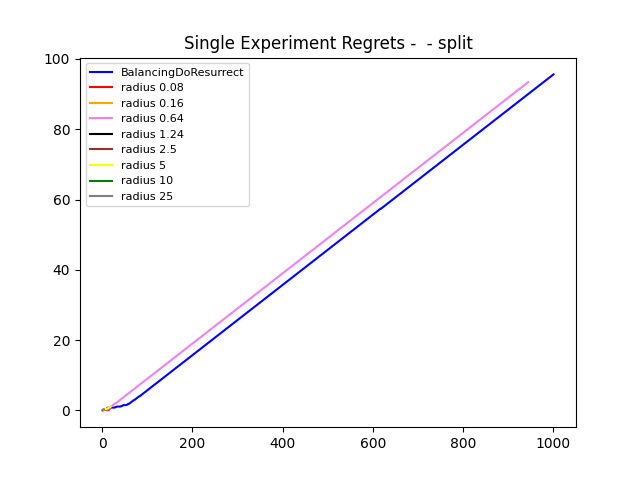 Single Experiment Regrets -  - split
BalancingDoResurrect
radius 0.08
radius 0.16
radius 0.64
radius 1.24
radius 2.5
radius 5
radius 10
radius 25
100
80
60
40
20
0
0 200 400 600 800 1000